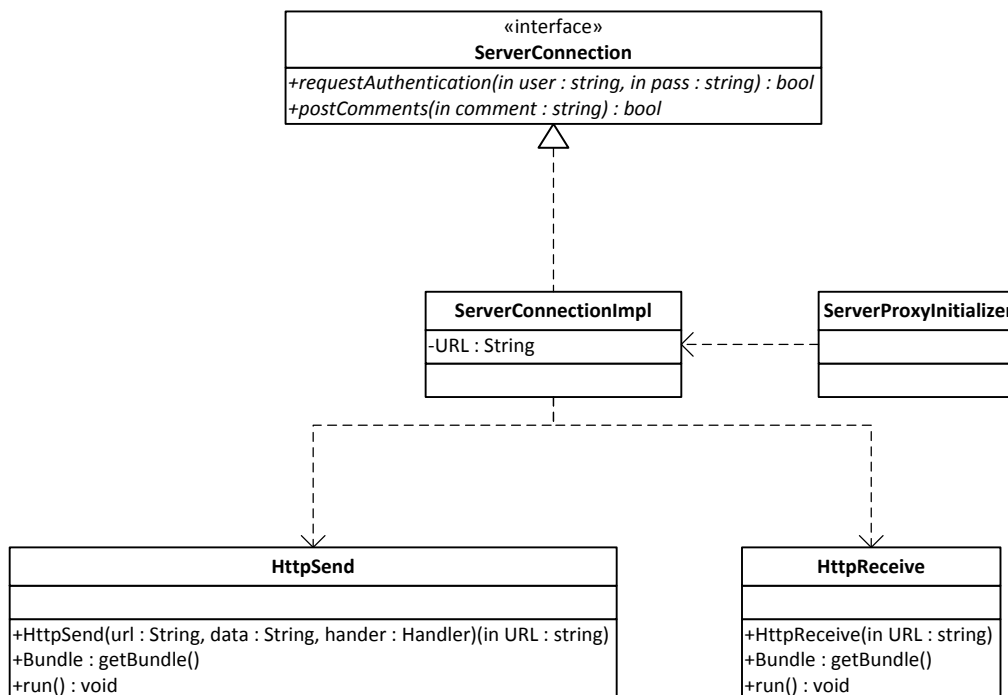 «interface»
ServerConnection
+requestAuthentication(in user : string, in pass : string) : bool
+postComments(in comment : string) : bool
ServerConnectionImpl
-URL : String
ServerProxyInitializer
HttpSend
+HttpSend(url : String, data : String, hander : Handler)(in URL : string)
+Bundle : getBundle()
+run() : void
HttpReceive
+HttpReceive(in URL : string)
+Bundle : getBundle()
+run() : void